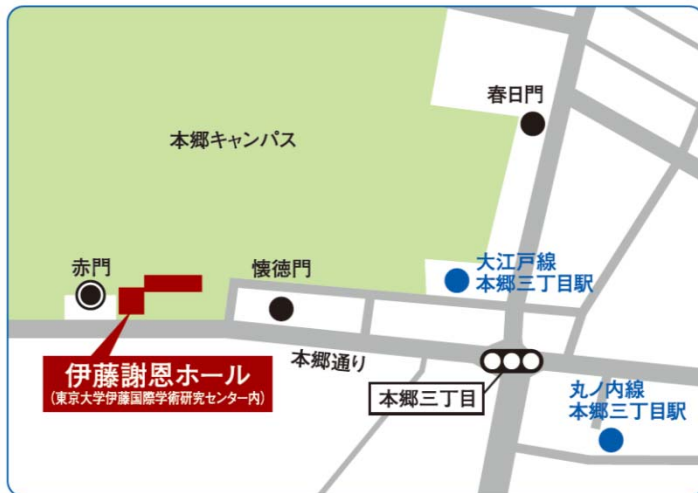 春日門
本郷キャンパス
赤門
懐徳門
大江戸線
本郷三丁目駅
本郷通り
伊藤謝恩ホール
(東京大学伊藤国際学術研究センター内)
本郷三丁目
丸ノ内線
本郷三丁目駅